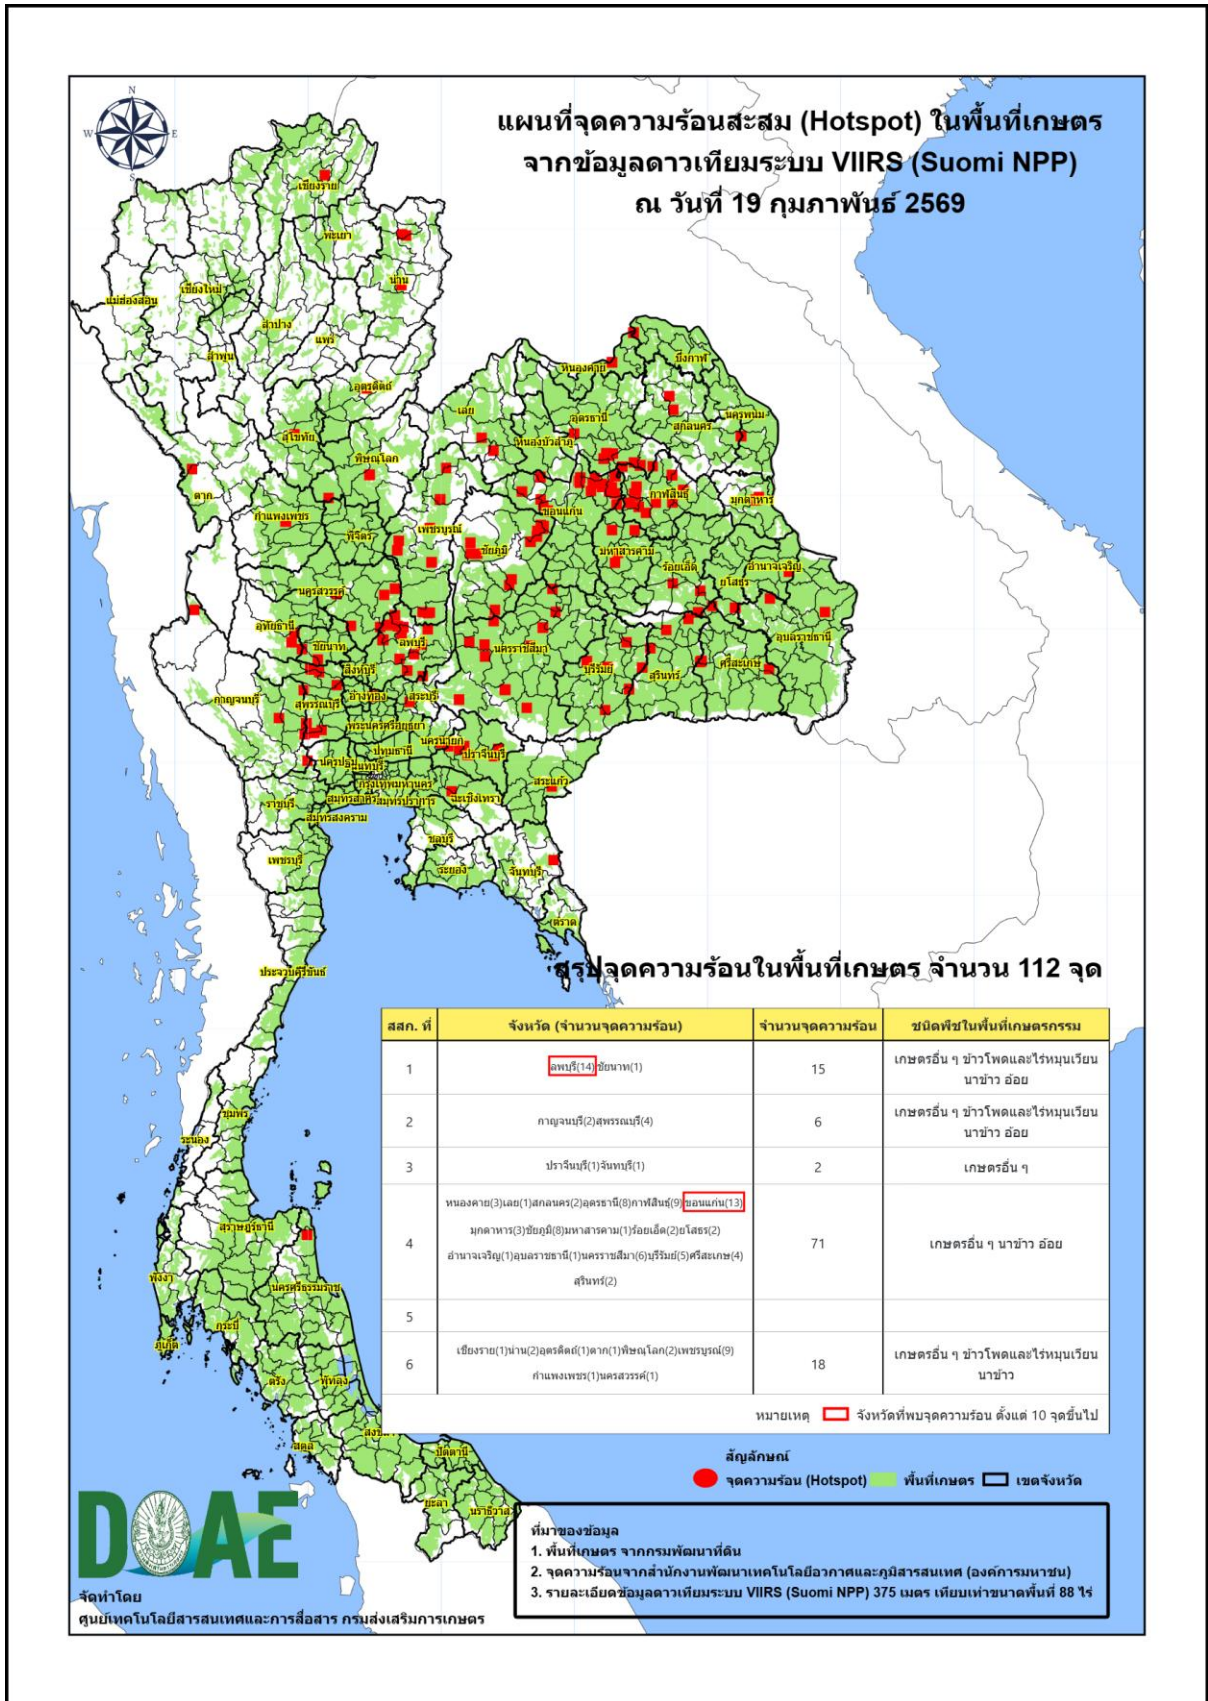 แผนที่จุดความร้อนสะสม (Hotspot) ในพื้นที่เกษตร
จากข้อมูลดาวเทียมระบบ VIIRS (Suomi NPP)
ณ วันที่ 19 กุมภาพันธ์ 2569
N
W
E
S
เชียงราย
พะเยา
น่าน
แม่ฮ่องสอน
เชียงใหม่
ลำปาง
แพร่
ลำพูน
อุตรดิตถ์
สุโขทัย
พิษณุโลก
ตาก
กำแพงเพชร
พิจิตร
เพชรบูรณ์
เลย
หนองคาย
บึงกาฬ
อุดรธานี
หนองบัวลำภู
สกลนคร
นครพนม
ขอนแก่น
กาฬสินธุ์
มุกดาหาร
ชัยภูมิ
มหาสารคาม
ร้อยเอ็ด
ยโสธร
อำนาจเจริญ
อุบลราชธานี
นครสวรรค์
อุทัยธานี
ชัยนาท
ลพบุรี
สิงห์บุรี
นครราชสีมา
บุรีรัมย์
สุรินทร์
ศรีสะเกษ
กาญจนบุรี
สุพรรณบุรี
อ่างทอง
สระบุรี
พระนครศรีอยุธยา
นครนายก
ปราจีนบุรี
ปทุมธานี
นครปฐม
นนทบุรี
กรุงเทพมหานคร
สระแก้ว
ฉะเชิงเทรา
ราชบุรี
สมุทรสาคร
สมุทรปราการ
สมุทรสงคราม
ชลบุรี
เพชรบุรี
ระยอง
จันทบุรี
ตราด
ประจวบคีรีขันธ์
ชุมพร
ระนอง
สุราษฎร์ธานี
พังงา
นครศรีธรรมราช
กระบี่
ภูเก็ต
ตรัง
พัทลุง
สตูล
ปัตตานี
ยะลา
นราธิวาส
สรุปจุดความร้อนในพื้นที่เกษตร จำนวน 112 จุด
สสก. ที่ จังหวัด (จำนวนจุดความร้อน) จำนวนจุดความร้อน ชนิดพืชในพื้นที่เกษตรกรรม
1 ลพบุรี(14)ชัยนาท(1) 15 เกษตรอื่น ๆ ข้าวโพดและไร่หมุนเวียน
นาข้าว อ้อย
2 กาญจนบุรี(2)สุพรรณบุรี(4) 6 เกษตรอื่น ๆ ข้าวโพดและไร่หมุนเวียน
นาข้าว อ้อย
3 ปราจีนบุรี(1)จันทบุรี(1) 2 เกษตรอื่น ๆ
หนองคาย(3)เลย(1)สกลนคร(2)อุดรธานี(8)กาฬสินธุ์(9)ขอนแก่น(13)
มุกดาหาร(3)ชัยภูมิ(8)มหาสารคาม(1)ร้อยเอ็ด(2)ยโสธร(2)
4 อำนาจเจริญ(1)อุบลราชธานี(1)นครราชสีมา(6)บุรีรัมย์(5)ศรีสะเกษ(4) 71 เกษตรอื่น ๆ นาข้าว อ้อย
สุรินทร์(2)
5
6 เชียงราย(1)น่าน(2)อุตรดิตถ์(1)ตาก(1)พิษณุโลก(2)เพชรบูรณ์(9) 18 เกษตรอื่น ๆ ข้าวโพดและไร่หมุนเวียน
กำแพงเพชร(1)นครสวรรค์(1) นาข้าว
หมายเหตุ จังหวัดที่พบจุดความร้อน ตั้งแต่ 10 จุดขึ้นไป
สัญลักษณ์
จุดความร้อน (Hotspot) พื้นที่เกษตร เขตจังหวัด
ที่มาของข้อมูล
1. พื้นที่เกษตร จากกรมพัฒนาที่ดิน
2. จุดความร้อนจากสำนักงานพัฒนาเทคโนโลยีอวกาศและภูมิสารสนเทศ (องค์การมหาชน)
3. รายละเอียดข้อมูลดาวเทียมระบบ VIIRS (Suomi NPP) 375 เมตร เทียบเท่าขนาดพื้นที่ 88 ไร่
DOAE
จัดทำโดย
ศูนย์เทคโนโลยีสารสนเทศและการสื่อสาร กรมส่งเสริมการเกษตร